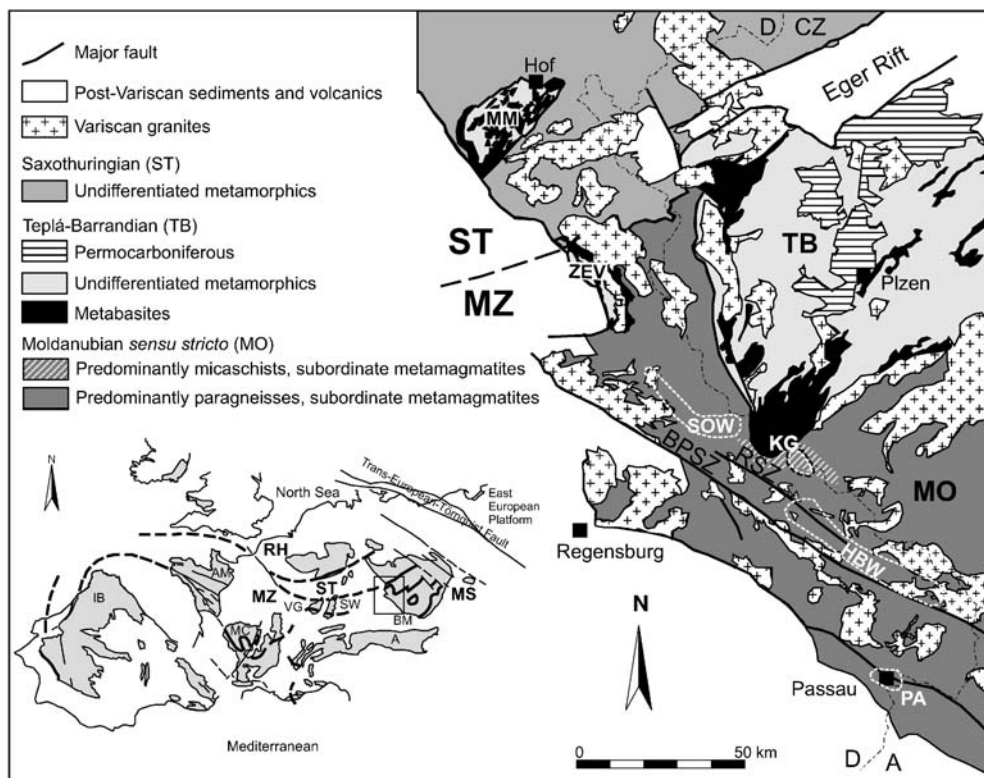 Major fault
Post-Variscan sediments and volcanics
Variscan granites
Saxothuringian (ST)
Undifferentiated metamorphics
Teplá-Barrandian (TB)
Permocarboniferous
Undifferentiated metamorphics
Metabasites
Moldanubian sensu stricto (MO)
Predominantly micaschists, subordinate metamagmatites
Predominantly paragneisses, subordinate metamagmatites
D CZ
Hof
Eger Rift
MM
ST
TB
ZEV
Plzen
MZ
SOW
KG
BPSZ
RSZ
MO
HBW
Regensburg
N
Passau
PA
D A
0 50 km
N
North Sea
Trans-European-Törnquist Fault
East
European
Platform
RH
AM
ST
MZ
MS
IB
VG
SW
BM
MC
A
Mediterranean